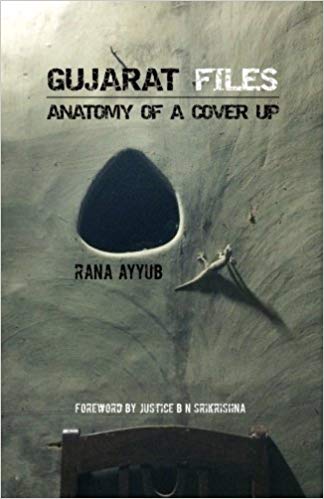 GUJARAT FILES
ANATOMY OF A COVER UP
RANA AYYUB
FOREWORD BY JUSTICE B N SRIKRISHNA